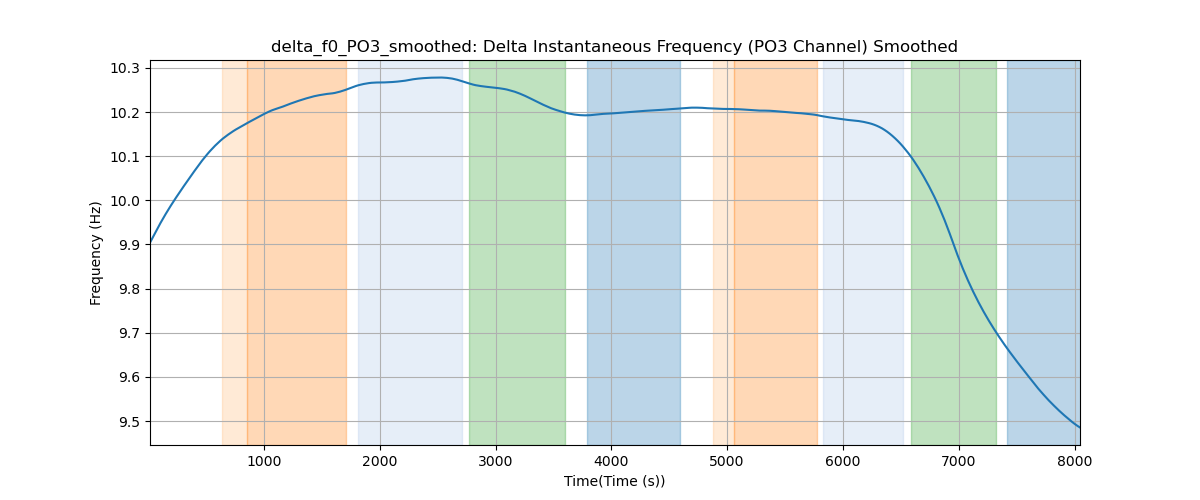 delta_f0_PO3_smoothed: Delta Instantaneous Frequency (PO3 Channel) Smoothed
Frequency (Hz)
10.3
10.2
10.1
10.0
9.9
9.8
9.7
9.6
9.5
1000 2000 3000 4000 5000 6000 7000 8000
Time(Time (s))